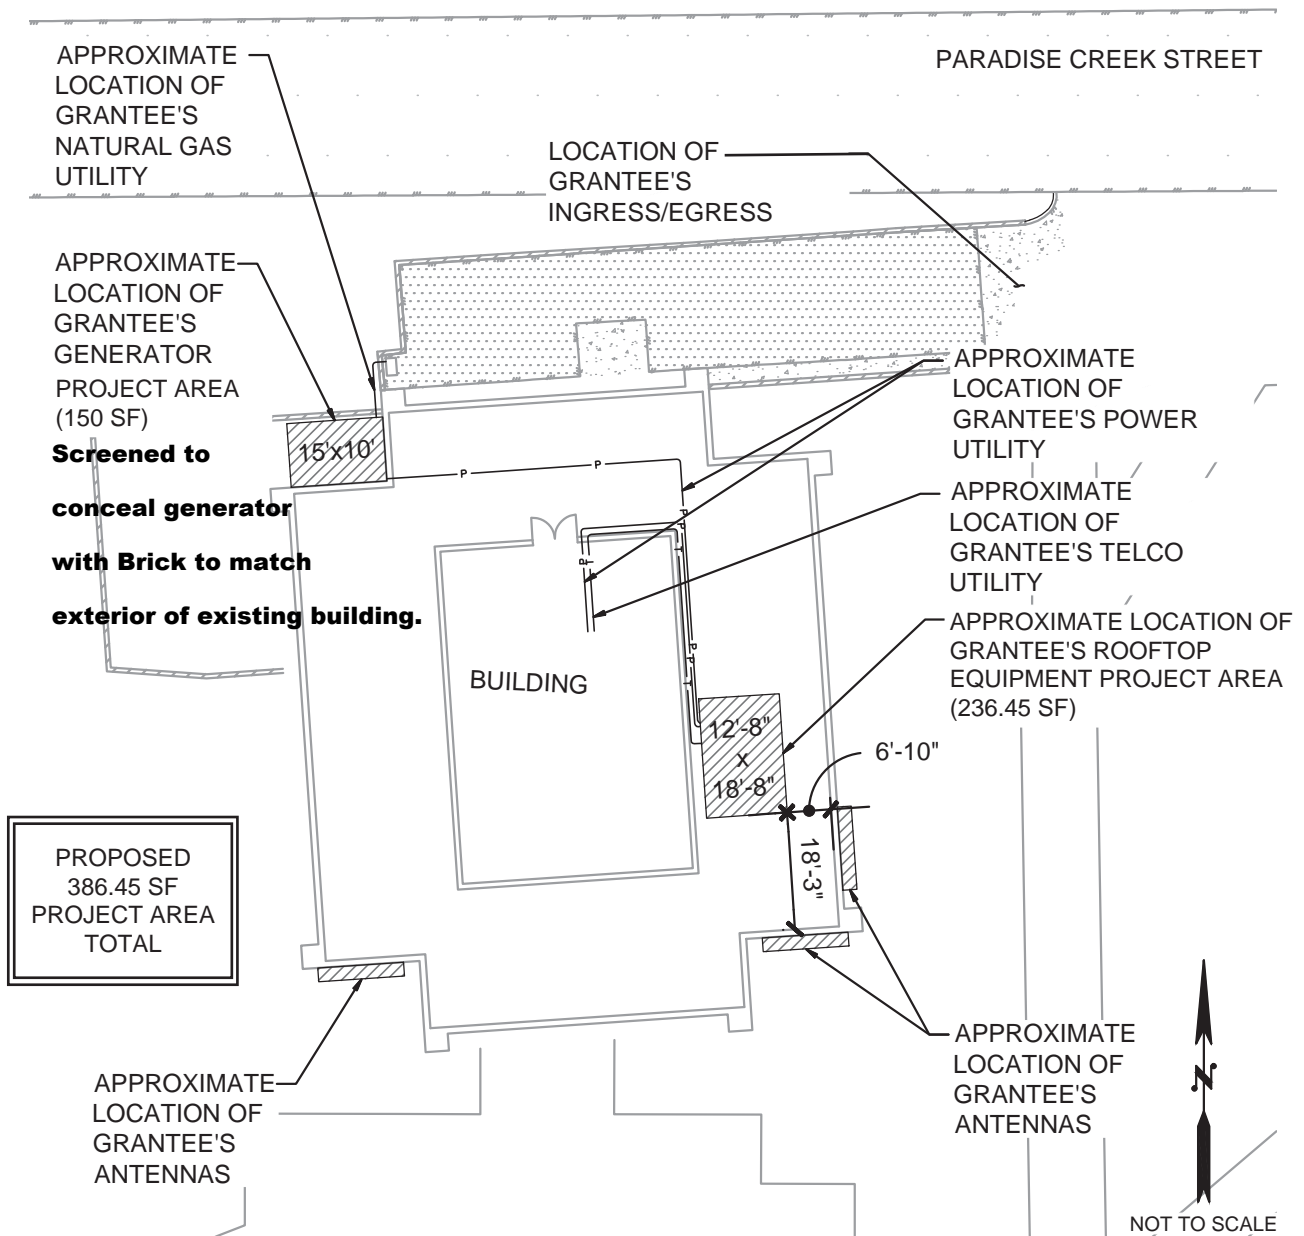 PARADISE CREEK STREET
APPROXIMATE
LOCATION OF
GRANTEE'S
NATURAL GAS
UTILITY
LOCATION OF
GRANTEE'S
INGRESS/EGRESS
APPROXIMATE
LOCATION OF
GRANTEE'S
GENERATOR
PROJECT AREA
(150 SF)
Screened to
conceal generator
with Brick to match
exterior of existing building.
15'x10'
P
P
APPROXIMATE
LOCATION OF
GRANTEE'S POWER
UTILITY
APPROXIMATE
LOCATION OF
GRANTEE'S TELCO
UTILITY
P
P
P
T
P
T
P
P
P
T
BUILDING
APPROXIMATE LOCATION OF
GRANTEE'S ROOFTOP
EQUIPMENT PROJECT AREA
(236.45 SF)
12'-8"
x
18'-8"
6'-10"
18'-3"
PROPOSED
386.45 SF
PROJECT AREA
TOTAL
APPROXIMATE
LOCATION OF
GRANTEE'S
ANTENNAS
APPROXIMATE
LOCATION OF
GRANTEE'S
ANTENNAS
N
NOT TO SCALE